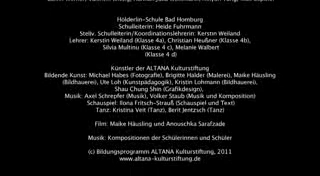 Hölderlin-Schule Bad Homburg
Schulleiterin: Heide Fuhrmann
Stellv. Schulleiterin/Koordinationslehrerin: Kerstin Weiland
Lehrer: Kerstin Weiland (Klasse 4a), Christian Heußner (Klasse 4b),
Silvia Multinu (Klasse 4 c), Melanie Walbert
(Klasse 4 d)
Künstler der ALTANA Kulturstiftung
Bildende Kunst: Michael Habes (Fotografie), Brigitte Halder (Malerei), Maike Häusling
(Bildhauerei), Ute Loh (Kunstpädagogik), Kristin Lohmann (Bildhauerei),
Shau Chung Shin (Grafikdesign),
Musik: Axel Schrepfer (Musik), Volker Staub (Musik und Komposition)
Schauspiel: Ilona Fritsch-Strauß (Schauspiel und Text)
Tanz: Kristina Veit (Tanz), Berit Jentzsch (Tanz)
Film: Maike Häusling und Anouschka Sarafzade
Musik: Kompositionen der Schülerinnen und Schüler
(c) Bildungsprogramm ALTANA Kulturstiftung, 2011
www.altana-kulturstiftung.de